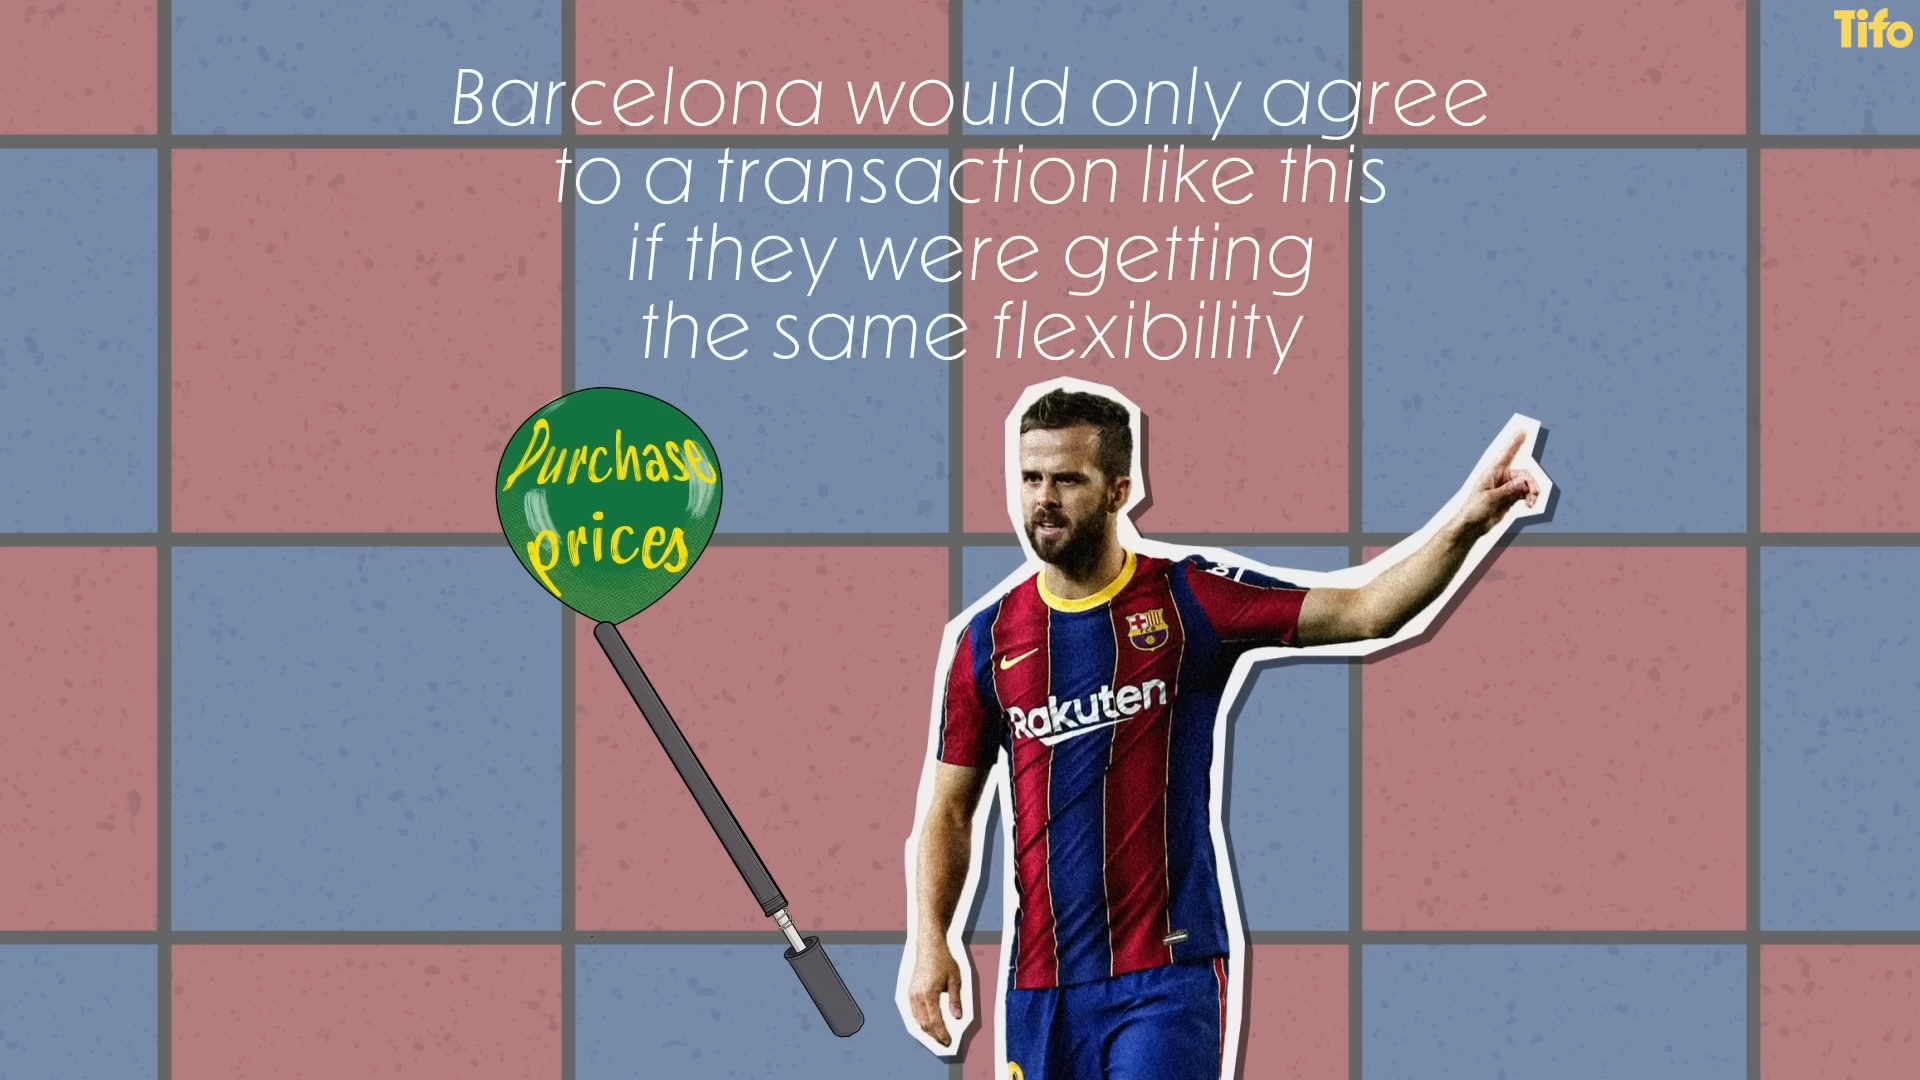 Tifo
Barcelona would only agree
to a transaction like this
if they were getting
the same flexibility
Purchase
prices
FCB
Rakuten